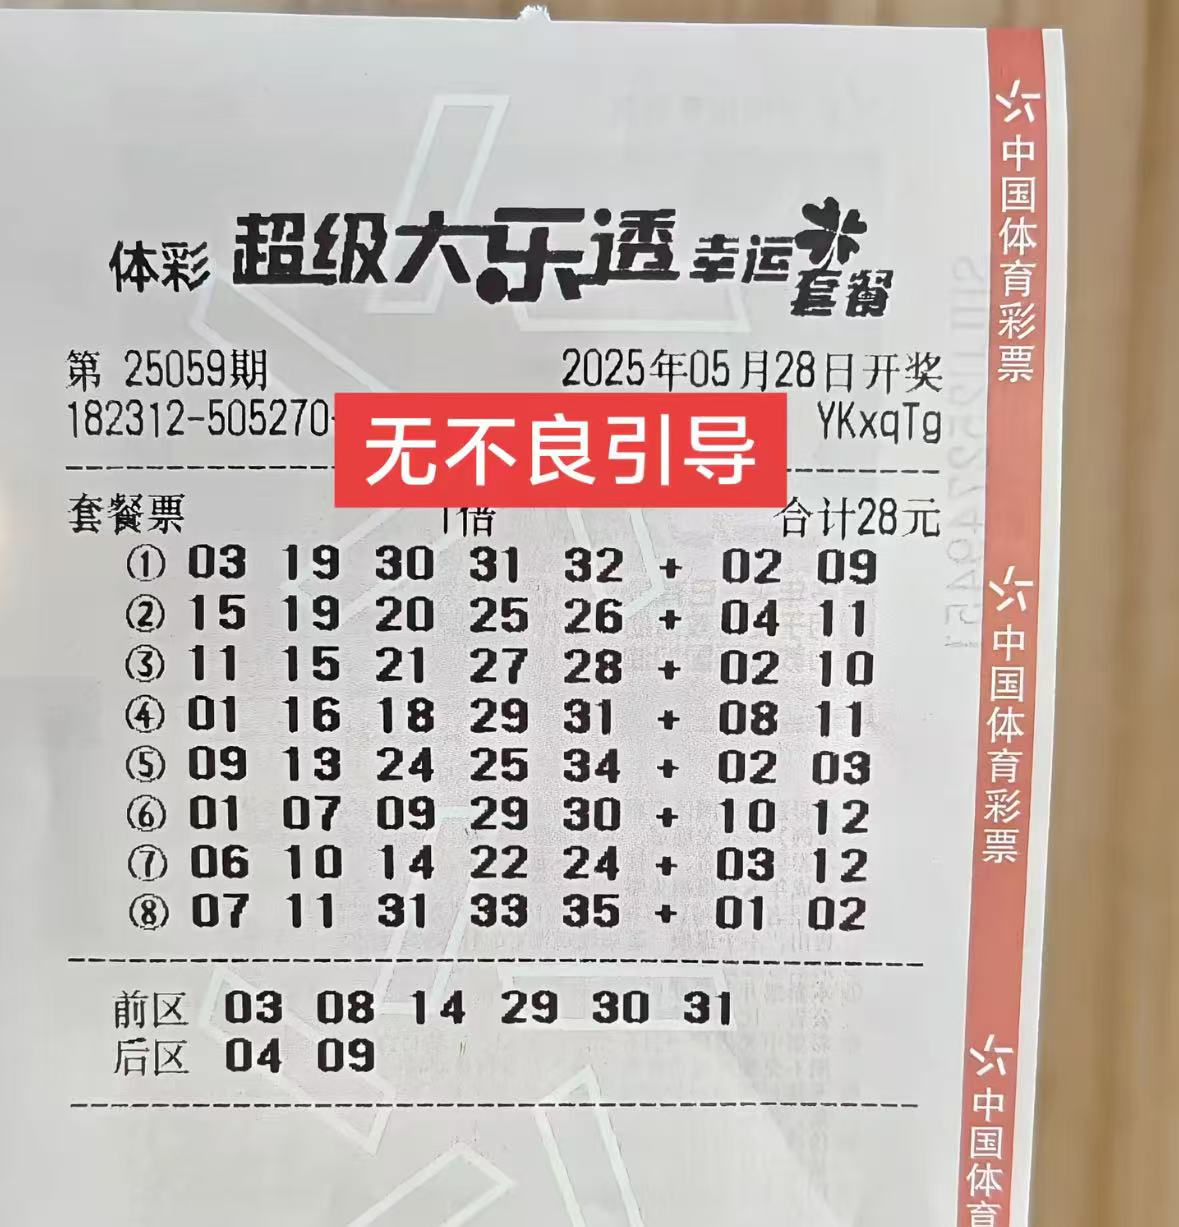 体彩 超级大乐透 幸运套餐
第 25059期 2025年05月28日开奖
182312-505270- YKxqTg
无不良引导
套餐票 1倍 合计28元
① 03 19 30 31 32 + 02 09
② 15 19 20 25 26 + 04 11
③ 11 15 21 27 28 + 02 10
④ 01 16 18 29 31 + 08 11
⑤ 09 13 24 25 34 + 02 03
⑥ 01 07 09 29 30 + 10 12
⑦ 06 10 14 22 24 + 03 12
⑧ 07 11 31 33 35 + 01 02
前区 03 08 14 29 30 31
后区 04 09
中国体育彩票
中国体育彩票
中国体育